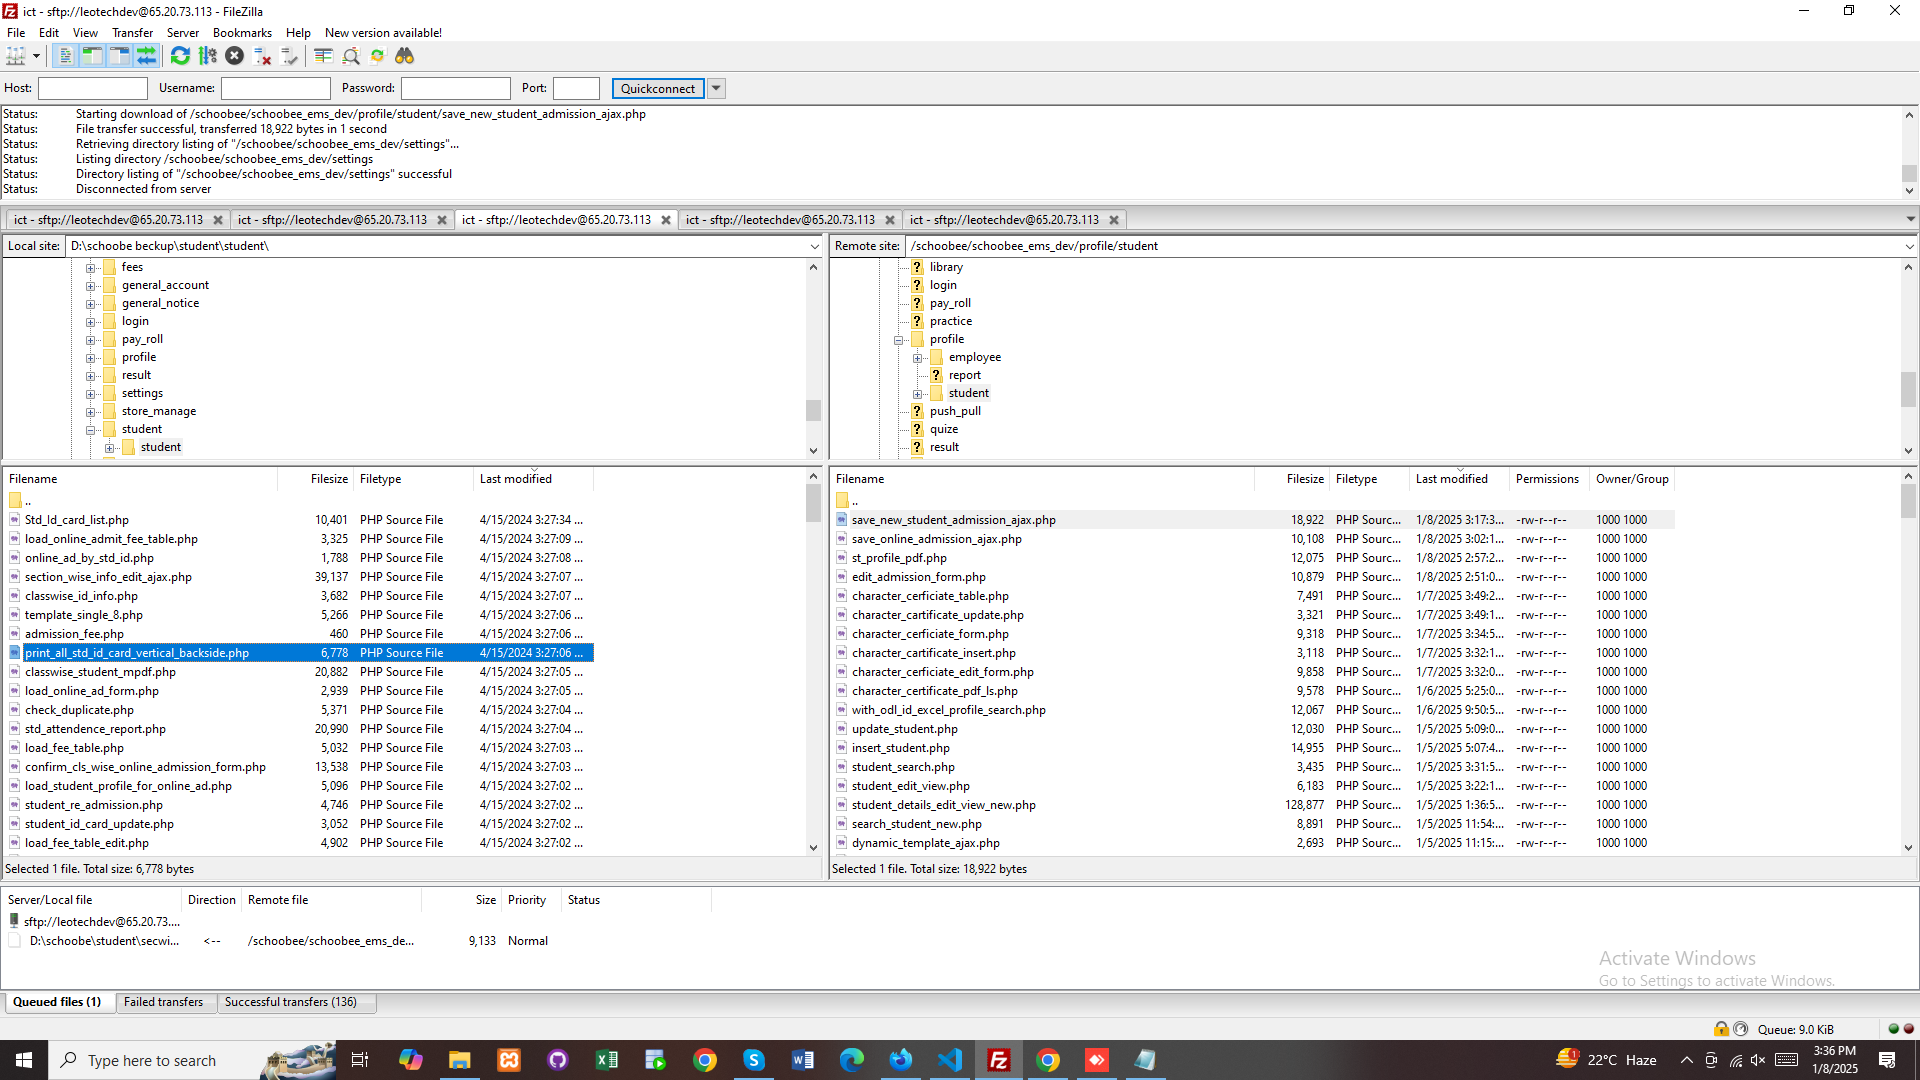 ict - sftp://leotechdev@65.20.73.113 - FileZilla
File Edit View Transfer Server Bookmarks Help New version available!
Host: Username: Password: Port: Quickconnect
Status: Starting download of /schoobee/schoobee_ems_dev/profile/student/save_new_student_admission_ajax.php
Status: File transfer successful, transferred 18,922 bytes in 1 second
Status: Retrieving directory listing of "/schoobee/schoobee_ems_dev/settings"...
Status: Listing directory /schoobee/schoobee_ems_dev/settings
Status: Directory listing of "/schoobee/schoobee_ems_dev/settings" successful
Status: Disconnected from server
ict - sftp://leotechdev@65.20.73.113 ict - sftp://leotechdev@65.20.73.113 ict - sftp://leotechdev@65.20.73.113 ict - sftp://leotechdev@65.20.73.113 ict - sftp://leotechdev@65.20.73.113
Local site: D:\schoobe beckup\student\student\
fees
general_account
general_notice
login
pay_roll
profile
result
settings
store_manage
student
student
Filename Filesize Filetype Last modified
..
Std_Id_card_list.php 10,401 PHP Source File 4/15/2024 3:27:34 ...
load_online_admit_fee_table.php 3,325 PHP Source File 4/15/2024 3:27:09 ...
online_ad_by_std_id.php 1,788 PHP Source File 4/15/2024 3:27:08 ...
section_wise_info_edit_ajax.php 39,137 PHP Source File 4/15/2024 3:27:07 ...
classwise_id_info.php 3,682 PHP Source File 4/15/2024 3:27:07 ...
template_single_8.php 5,266 PHP Source File 4/15/2024 3:27:06 ...
admission_fee.php 460 PHP Source File 4/15/2024 3:27:06 ...
print_all_std_id_card_vertical_backside.php 6,778 PHP Source File 4/15/2024 3:27:06 ...
classwise_student_mpdf.php 20,882 PHP Source File 4/15/2024 3:27:05 ...
load_online_ad_form.php 2,939 PHP Source File 4/15/2024 3:27:05 ...
check_duplicate.php 5,371 PHP Source File 4/15/2024 3:27:04 ...
std_attendence_report.php 20,990 PHP Source File 4/15/2024 3:27:04 ...
load_fee_table.php 5,032 PHP Source File 4/15/2024 3:27:03 ...
confirm_cls_wise_online_admission_form.php 13,538 PHP Source File 4/15/2024 3:27:03 ...
load_student_profile_for_online_ad.php 5,096 PHP Source File 4/15/2024 3:27:02 ...
student_re_admission.php 4,746 PHP Source File 4/15/2024 3:27:02 ...
student_id_card_update.php 3,052 PHP Source File 4/15/2024 3:27:02 ...
load_fee_table_edit.php 4,902 PHP Source File 4/15/2024 3:27:02 ...
Selected 1 file. Total size: 6,778 bytes
Remote site: /schoobee/schoobee_ems_dev/profile/student
library
login
pay_roll
practice
profile
employee
report
student
push_pull
quize
result
Filename Filesize Filetype Last modified Permissions Owner/Group
..
save_new_student_admission_ajax.php 18,922 PHP Sourc... 1/8/2025 3:17:3... -rw-r--r-- 1000 1000
save_online_admission_ajax.php 10,108 PHP Sourc... 1/8/2025 3:02:1... -rw-r--r-- 1000 1000
st_profile_pdf.php 12,075 PHP Sourc... 1/8/2025 2:57:2... -rw-r--r-- 1000 1000
edit_admission_form.php 10,879 PHP Sourc... 1/8/2025 2:51:0... -rw-r--r-- 1000 1000
character_cerficiate_table.php 7,491 PHP Sourc... 1/7/2025 3:49:2... -rw-r--r-- 1000 1000
character_cartificate_update.php 3,321 PHP Sourc... 1/7/2025 3:49:1... -rw-r--r-- 1000 1000
character_cerficiate_form.php 9,318 PHP Sourc... 1/7/2025 3:34:5... -rw-r--r-- 1000 1000
character_cartificate_insert.php 3,118 PHP Sourc... 1/7/2025 3:32:1... -rw-r--r-- 1000 1000
character_cerficiate_edit_form.php 9,858 PHP Sourc... 1/7/2025 3:32:0... -rw-r--r-- 1000 1000
character_certificate_pdf_ls.php 9,578 PHP Sourc... 1/6/2025 5:25:0... -rw-r--r-- 1000 1000
with_odl_id_excel_profile_search.php 12,067 PHP Sourc... 1/6/2025 9:50:5... -rw-r--r-- 1000 1000
update_student.php 12,030 PHP Sourc... 1/5/2025 5:09:0... -rw-r--r-- 1000 1000
insert_student.php 14,955 PHP Sourc... 1/5/2025 5:07:4... -rw-r--r-- 1000 1000
student_search.php 3,435 PHP Sourc... 1/5/2025 3:31:5... -rw-r--r-- 1000 1000
student_edit_view.php 6,183 PHP Sourc... 1/5/2025 3:22:1... -rw-r--r-- 1000 1000
student_details_edit_view_new.php 128,877 PHP Sourc... 1/5/2025 1:36:5... -rw-r--r-- 1000 1000
search_student_new.php 8,891 PHP Sourc... 1/5/2025 11:54:... -rw-r--r-- 1000 1000
dynamic_template_ajax.php 2,693 PHP Sourc... 1/5/2025 11:15:... -rw-r--r-- 1000 1000
Selected 1 file. Total size: 18,922 bytes
Server/Local file Direction Remote file Size Priority Status
sftp://leotechdev@65.20.73....
D:\schoobe\student\secwi... <-- /schoobee/schoobee_ems_de... 9,133 Normal
Activate Windows
Go to Settings to activate Windows.
Queued files (1) Failed transfers Successful transfers (136)
Queue: 9.0 KiB
Type here to search 22°C Haze 3:36 PM
1/8/2025